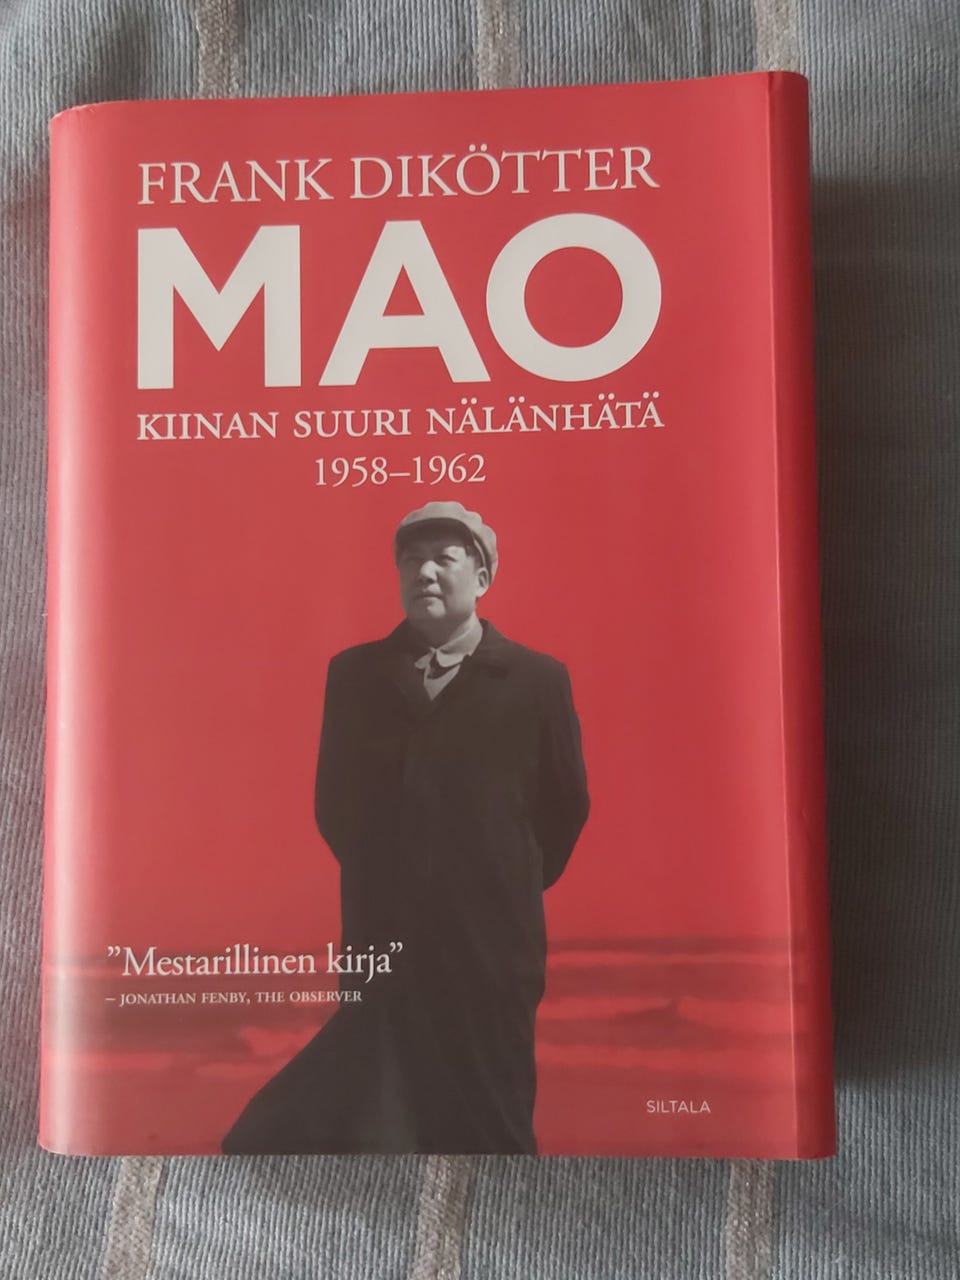 FRANK DIKÖTTER
MAO
KIINAN SUURI NÄLÄNHÄTÄ
1958–1962
”Mestarillinen kirja”
– JONATHAN FENBY, THE OBSERVER
SILTALA